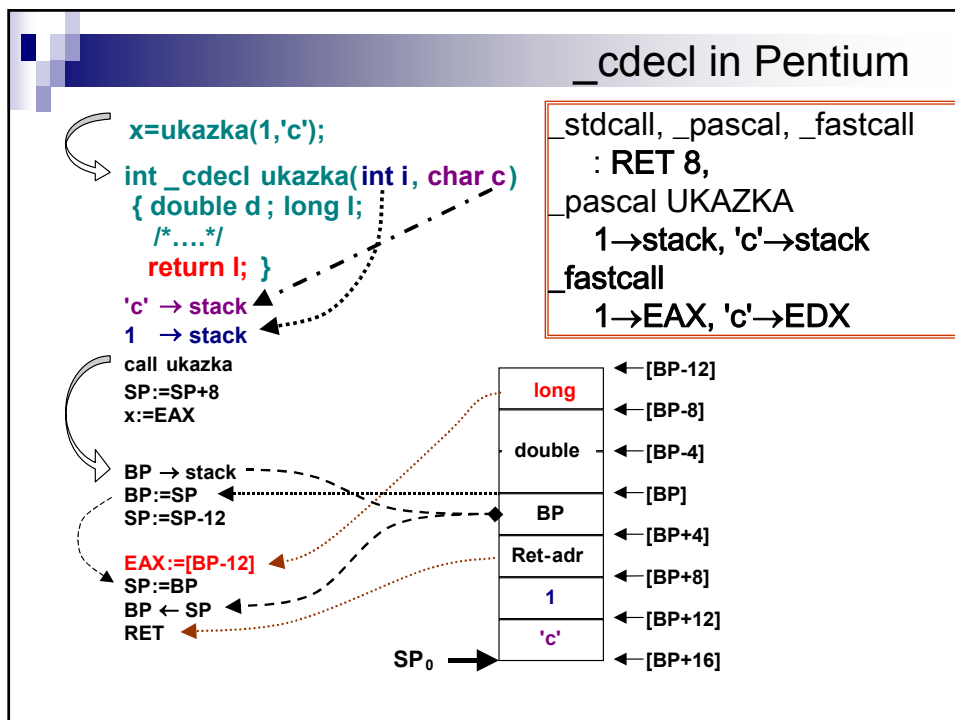 _cdecl in Pentium
x=ukazka(1,'c');
int _cdecl ukazka(int i, char c)
{ double d ; long l;
/*….*/
return l; }
'c' → stack
1 → stack
call ukazka
SP:=SP+8
x:=EAX
BP → stack
BP:=SP
SP:=SP-12
EAX:=[BP-12]
SP:=BP
BP ← SP
RET
_stdcall, _pascal, _fastcall
: RET 8,
_pascal UKAZKA
1→stack, 'c'→stack
_fastcall
1→EAX, 'c'→EDX
long
double
BP
Ret-adr
1
'c'
SP₀
[BP-12]
[BP-8]
[BP-4]
[BP]
[BP+4]
[BP+8]
[BP+12]
[BP+16]